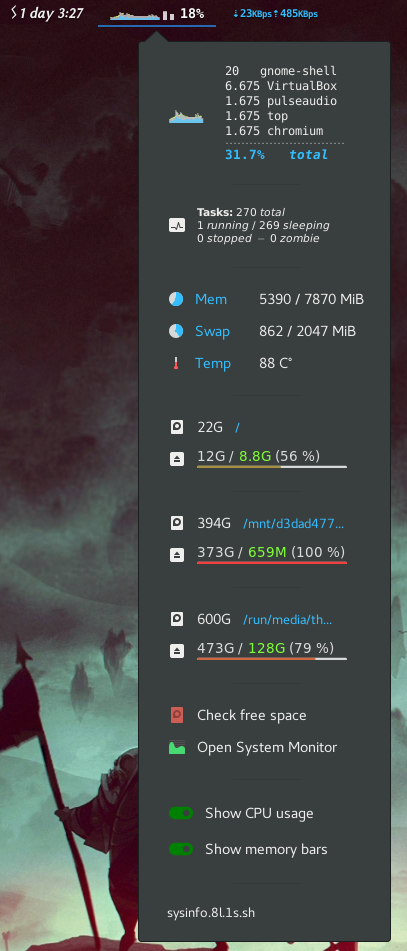 1 day 3:27 18% ↓23KBps↑485KBps
20 gnome-shell
6.675 VirtualBox
1.675 pulseaudio
1.675 top
1.675 chromium
31.7% total
Tasks: 270 total
1 running / 269 sleeping
0 stopped — 0 zombie
Mem 5390 / 7870 MiB
Swap 862 / 2047 MiB
Temp 88 C°
22G /
12G / 8.8G (56 %)
394G /mnt/d3dad477...
373G / 659M (100 %)
600G /run/media/th...
473G / 128G (79 %)
Check free space
Open System Monitor
Show CPU usage
Show memory bars
sysinfo.8l.1s.sh